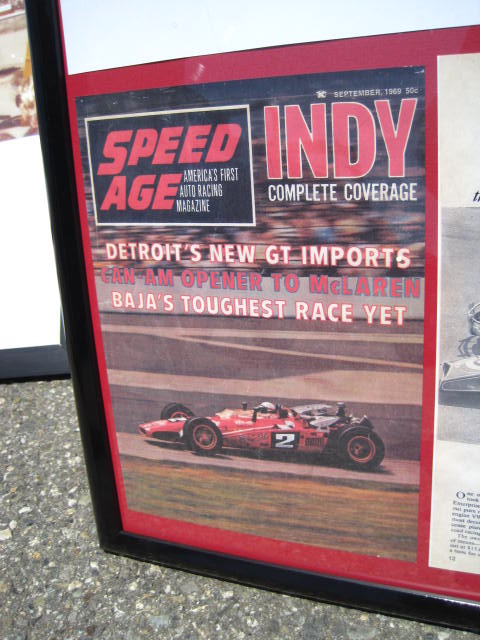 SEPTEMBER, 1969 50c
SPEED
AGE
AMERICA'S FIRST
AUTO RACING
MAGAZINE
INDY
COMPLETE COVERAGE
DETROIT'S NEW GT IMPORTS
CAN-AM OPENER TO McLAREN
BAJA'S TOUGHEST RACE YET
2
12